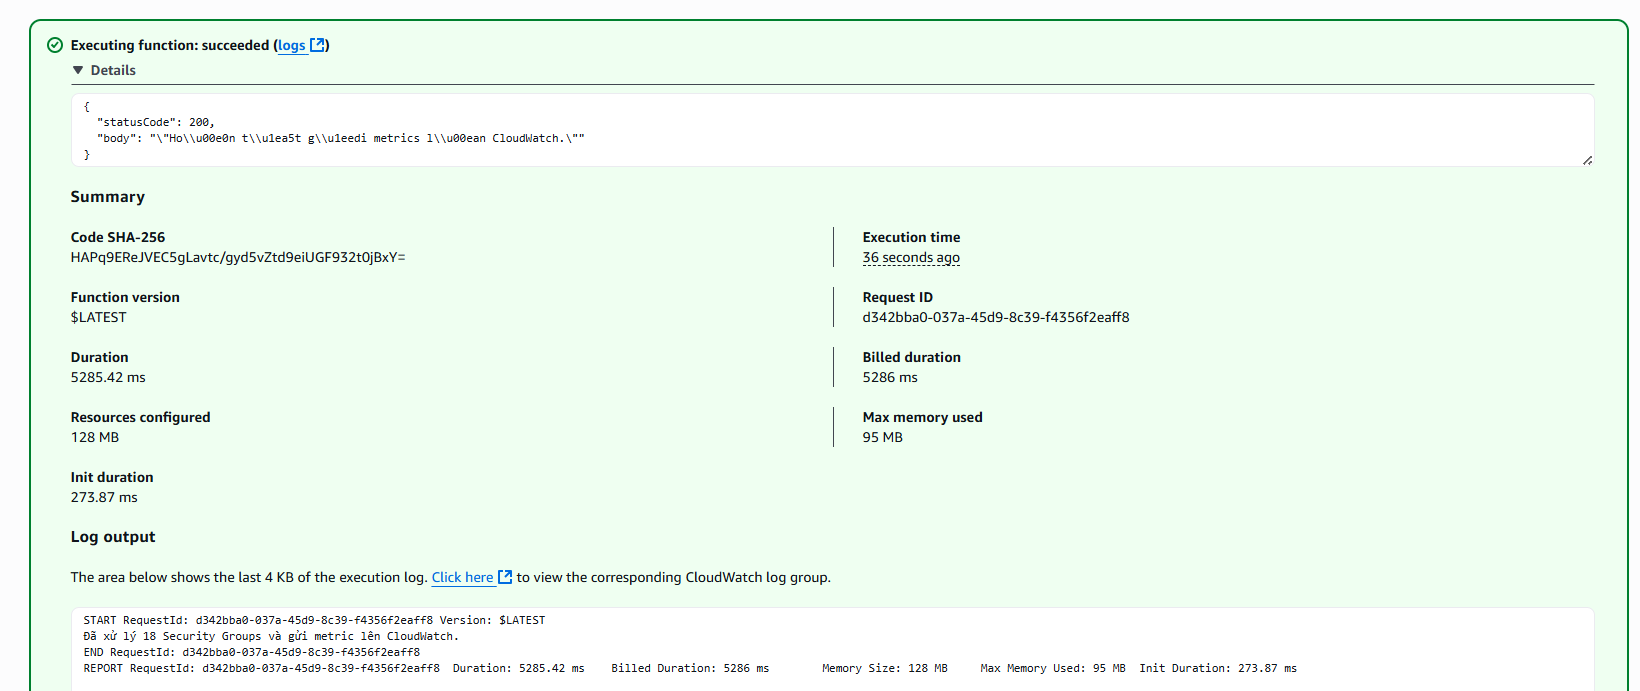 Executing function: succeeded (logs)
Details
{
"statusCode": 200,
"body": "\"Ho\\u00e0n t\\u1ea5t g\\u1eedi metrics l\\u00ean CloudWatch.\""
}
Summary
Code SHA-256
HAPq9EReJVEC5gLavtc/gyd5vZtd9eiUGF932t0jBxY=
Execution time
36 seconds ago
Function version
$LATEST
Request ID
d342bba0-037a-45d9-8c39-f4356f2eaff8
Duration
5285.42 ms
Billed duration
5286 ms
Resources configured
128 MB
Max memory used
95 MB
Init duration
273.87 ms
Log output
The area below shows the last 4 KB of the execution log. Click here to view the corresponding CloudWatch log group.
START RequestId: d342bba0-037a-45d9-8c39-f4356f2eaff8 Version: $LATEST
Đã xử lý 18 Security Groups và gửi metric lên CloudWatch.
END RequestId: d342bba0-037a-45d9-8c39-f4356f2eaff8
REPORT RequestId: d342bba0-037a-45d9-8c39-f4356f2eaff8 Duration: 5285.42 ms Billed Duration: 5286 ms Memory Size: 128 MB Max Memory Used: 95 MB Init Duration: 273.87 ms